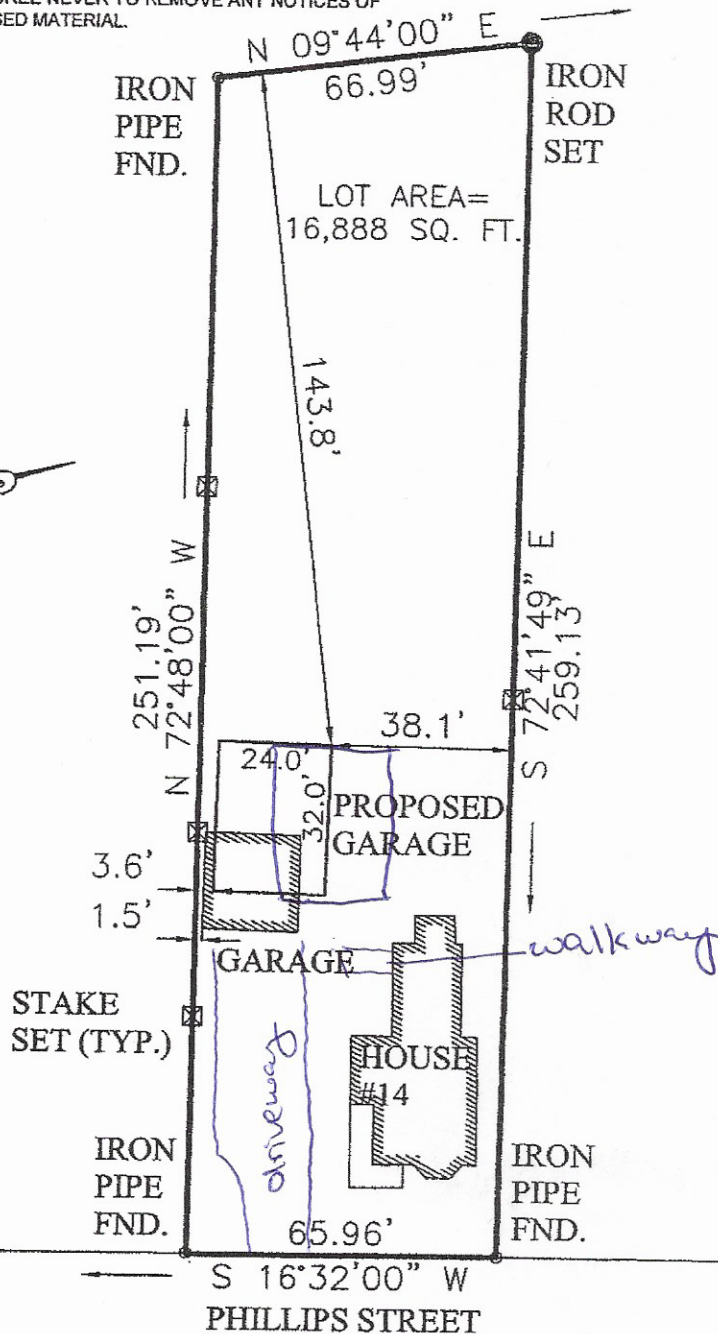 SED MATERIAL.
N 09°44'00" E
66.99'
IRON
PIPE
FND.
IRON
ROD
SET
LOT AREA=
16,888 SQ. FT.
143.8'
N 72°48'00" W
251.19'
S 72°41'49" E
259.13'
38.1'
24.0'
32.0'
PROPOSED
GARAGE
3.6'
1.5'
GARAGE
walkway
STAKE
SET (TYP.)
HOUSE
#14
driveway
IRON
PIPE
FND.
IRON
PIPE
FND.
65.96'
S 16°32'00" W
PHILLIPS STREET